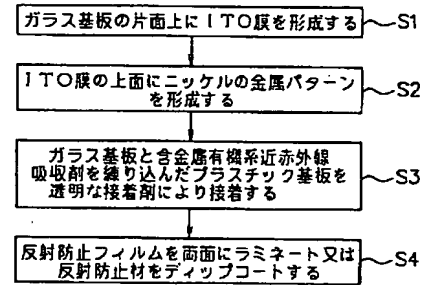 ガラス基板の片面上にITO膜を形成する
S1
ITO膜の上面にニッケルの金属パターン
を形成する
S2
ガラス基板と含金属有機系近赤外線
吸収剤を練り込んだプラスチック基板を
透明な接着剤により接着する
S3
反射防止フィルムを両面にラミネート又は
反射防止材をディップコートする
S4